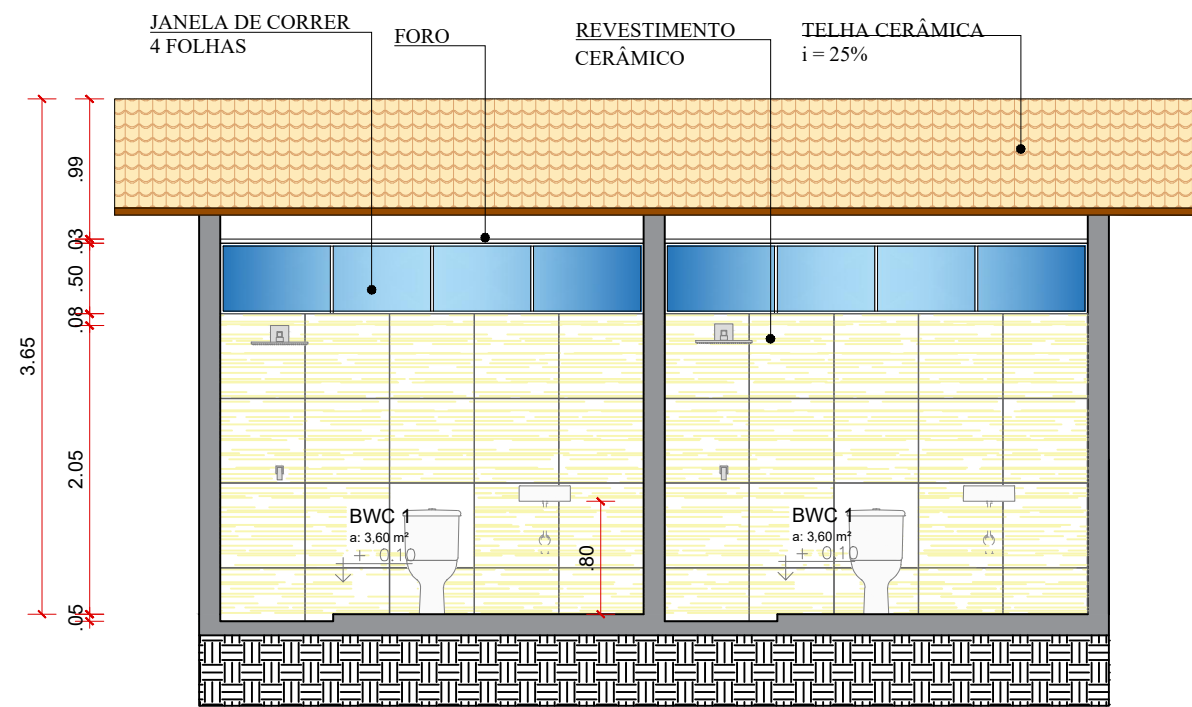 JANELA DE CORRER
4 FOLHAS
FORO
REVESTIMENTO
CERÂMICO
TELHA CERÂMICA
i = 25%
.99
.03
.50
.08
3.65
2.05
.05
BWC 1
a: 3,60 m²
+ 0.10
.80
BWC 1
a: 3,60 m²
+ 0.10